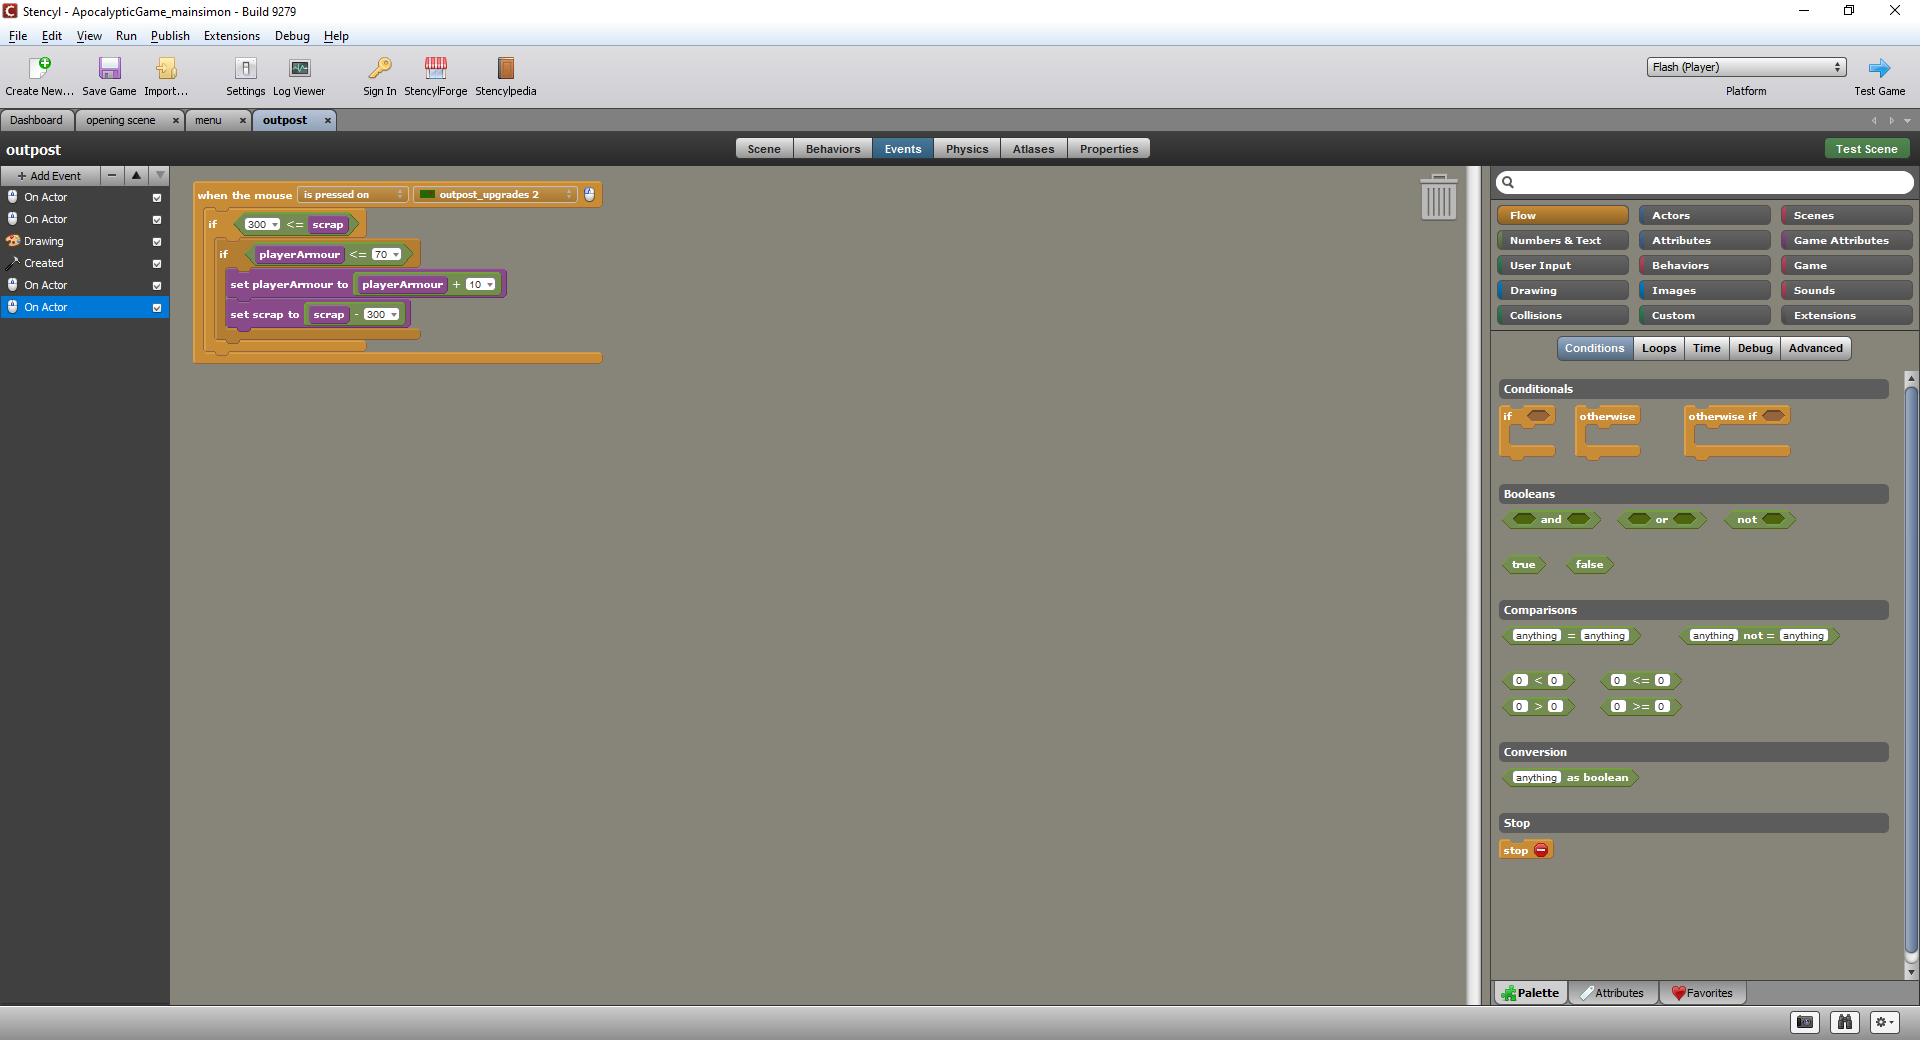 Stencyl - ApocalypticGame_mainsimon - Build 9279
File Edit View Run Publish Extensions Debug Help
Create New... Save Game Import... Settings Log Viewer Sign In StencylForge Stencylpedia
Flash (Player)
Platform
Test Game
Dashboard opening scene × menu × outpost ×
outpost
Scene Behaviors Events Physics Atlases Properties
Test Scene
+ Add Event
On Actor
On Actor
Drawing
Created
On Actor
On Actor
when the mouse is pressed on outpost_upgrades 2
if 300 <= scrap
if playerArmour <= 70
set playerArmour to playerArmour + 10
set scrap to scrap - 300
Flow Actors Scenes
Numbers & Text Attributes Game Attributes
User Input Behaviors Game
Drawing Images Sounds
Collisions Custom Extensions
Conditions Loops Time Debug Advanced
Conditionals
if otherwise otherwise if
Booleans
and or not
true false
Comparisons
anything = anything anything not = anything
0 < 0 0 <= 0
0 > 0 0 >= 0
Conversion
anything as boolean
Stop
stop
Palette Attributes Favorites